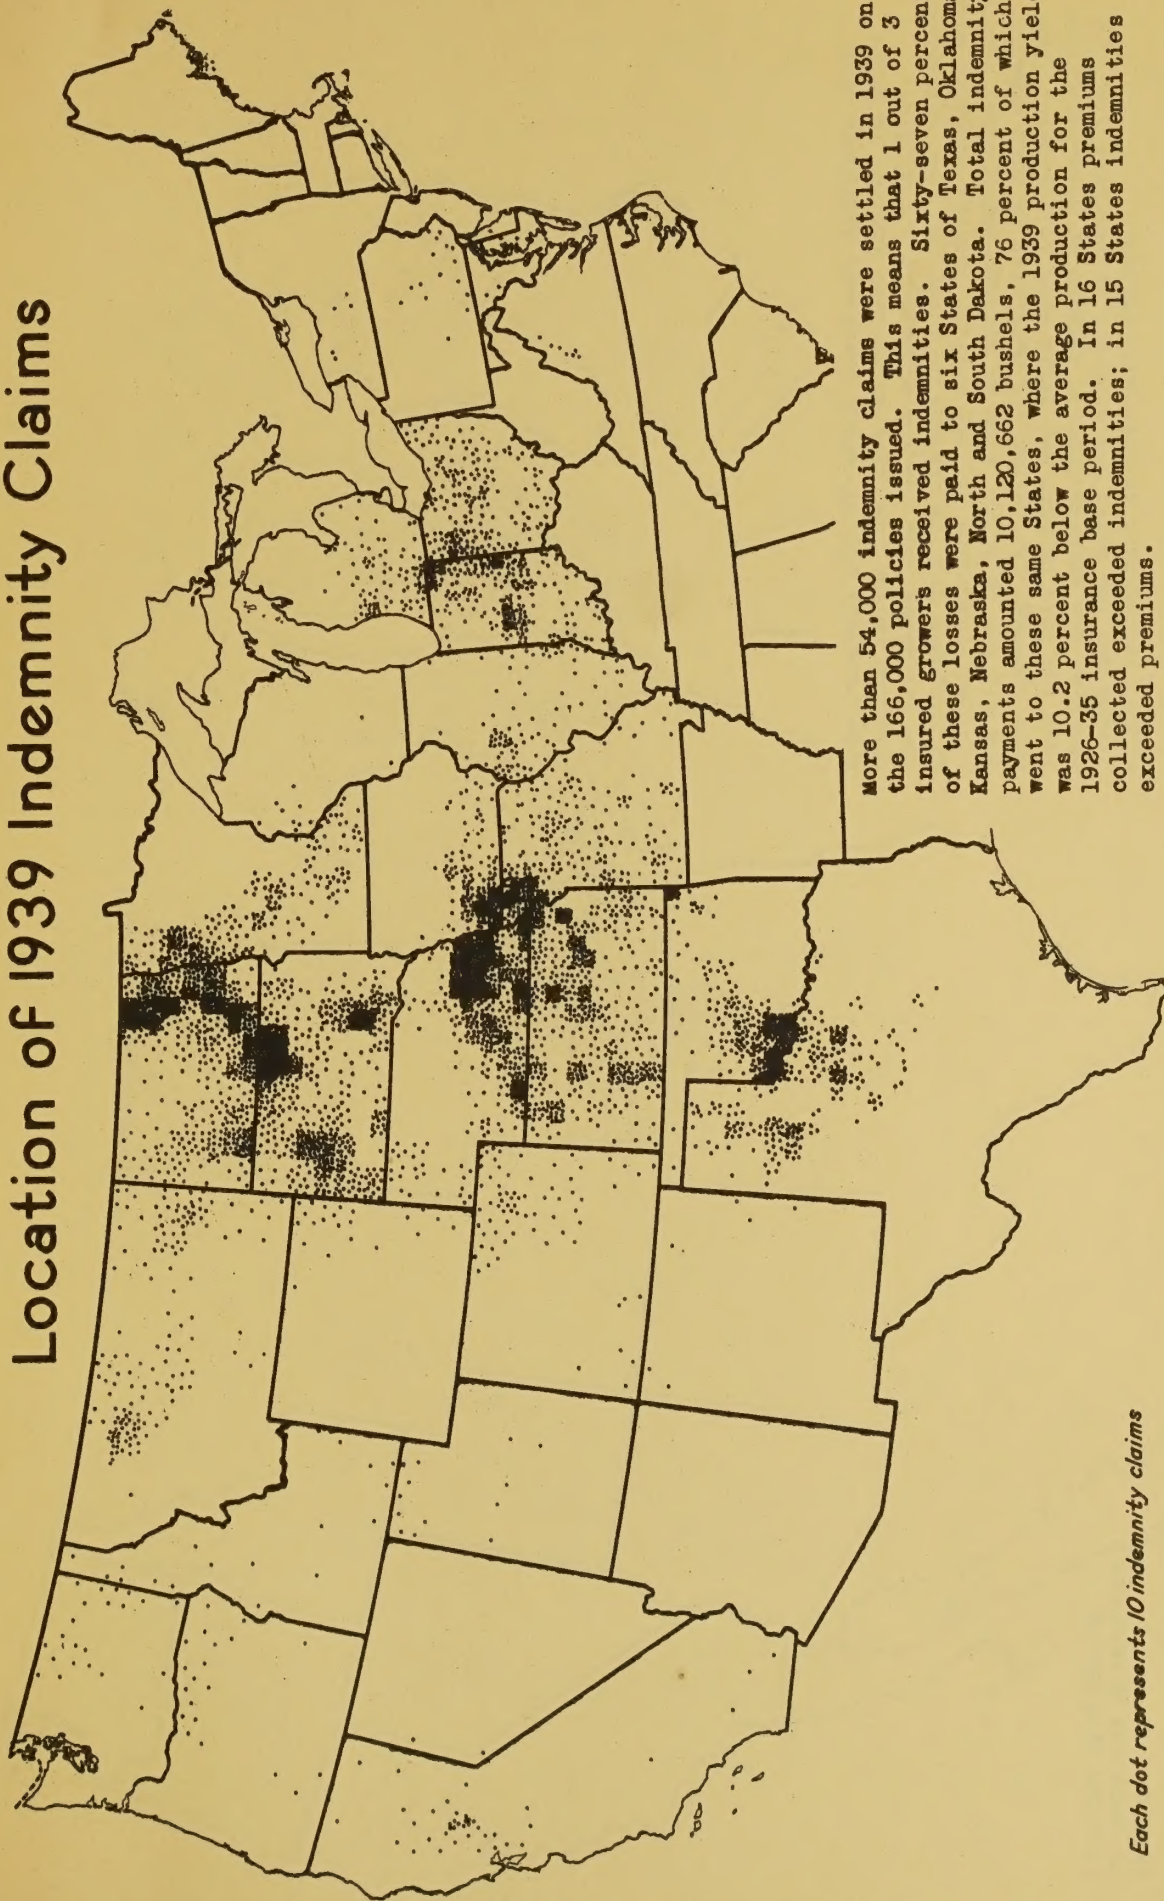 Location of 1939 Indemnity Claims
More than 54,000 indemnity claims were settled in 1939 on
the 166,000 policies issued. This means that 1 out of 3
insured growers received indemnities. Sixty-seven percen
of these losses were paid to six States of Texas, Oklahoma
Kansas, Nebraska, North and South Dakota. Total indemnity
payments amounted 10,120,662 bushels, 76 percent of which
went to these same States, where the 1939 production yiel
was 10.2 percent below the average production for the
1926-35 insurance base period. In 16 States premiums
collected exceeded indemnities; in 15 States indemnities
exceeded premiums.
Each dot represents 10 indemnity claims